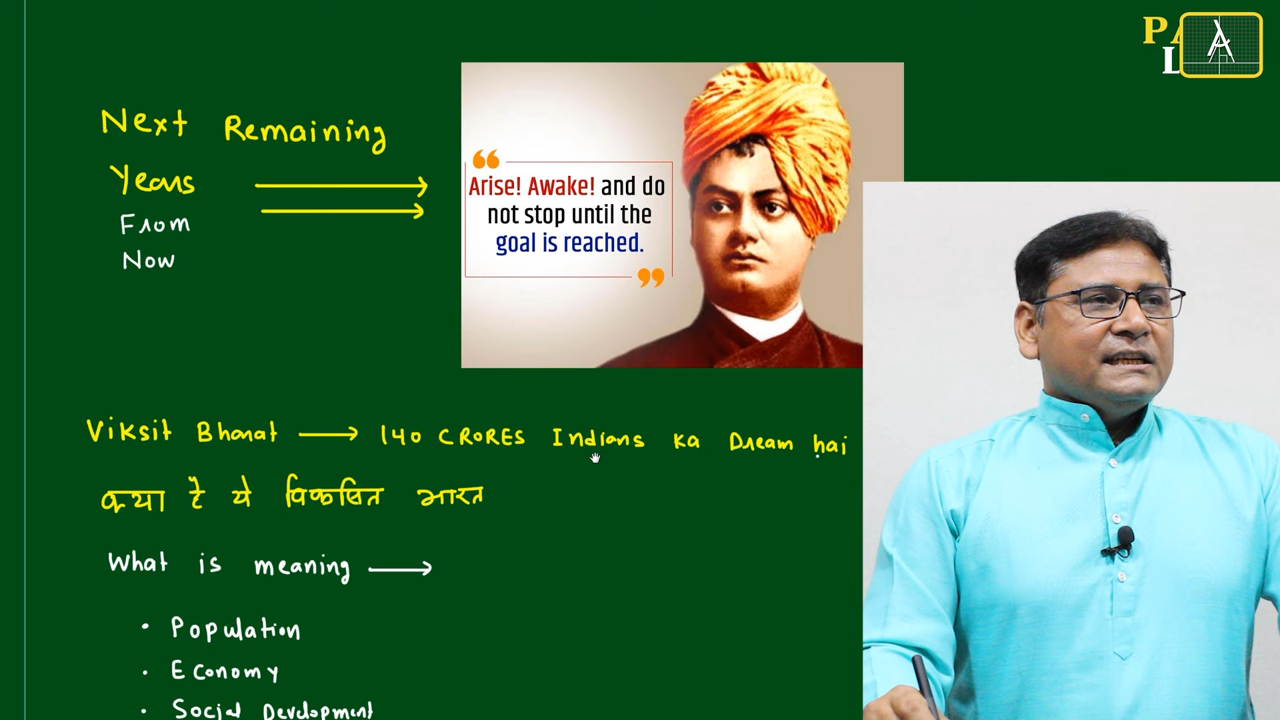 Next Remaining
Years
From
Now
“
Arise! Awake! and do
not stop until the
goal is reached.
”
Viksit Bharat → 140 CRORES Indians ka Dream hai
क्या है ये विकसित भारत
What is meaning →
• Population
• Economy
• Social Development